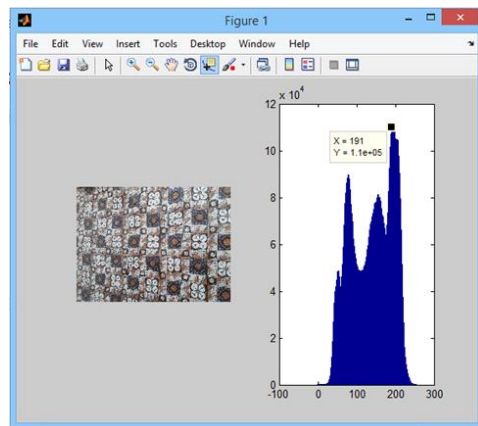 Figure 1
File Edit View Insert Tools Desktop Window Help
x 10^4
12
10
8
6
4
2
0
X = 191
Y = 1.1e+05
-100 0 100 200 300